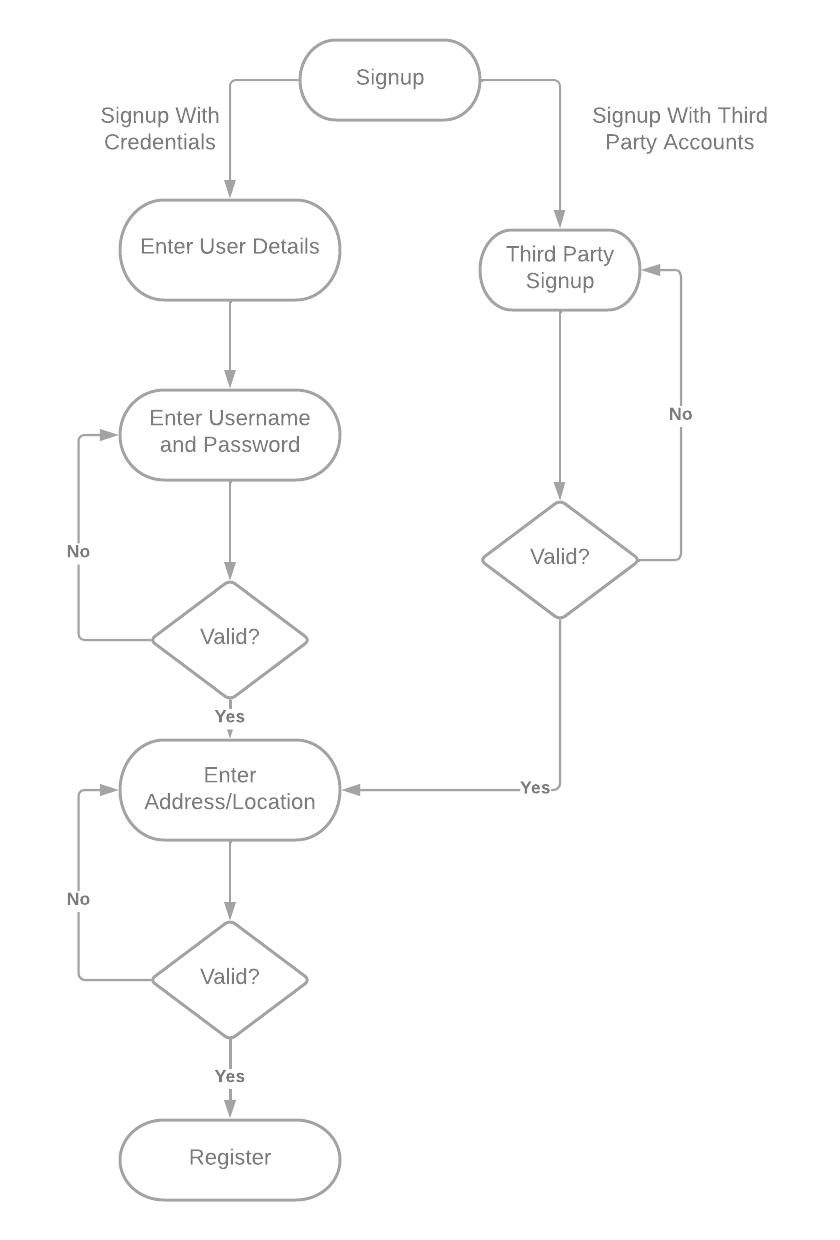 Signup
Signup With
Credentials
Signup With Third
Party Accounts
Enter User Details
Third Party
Signup
Enter Username
and Password
No
No
Valid?
Valid?
Yes
Enter
Address/Location
Yes
No
Valid?
Yes
Register